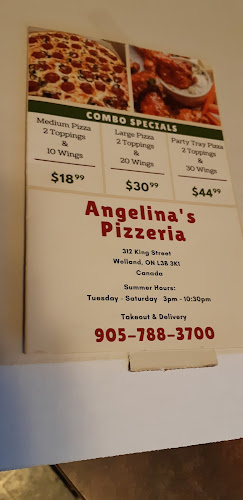 COMBO SPECIALS
Medium Pizza
2 Toppings
&
10 Wings
$18.99
Large Pizza
2 Toppings
&
20 Wings
$30.99
Party Tray Pizza
2 Toppings
&
30 Wings
$44.99
Angelina's
Pizzeria
312 King Street
Welland, ON L3B 3K1
Canada
Summer Hours:
Tuesday - Saturday 3pm - 10:30pm
Takeout & Delivery
905-788-3700